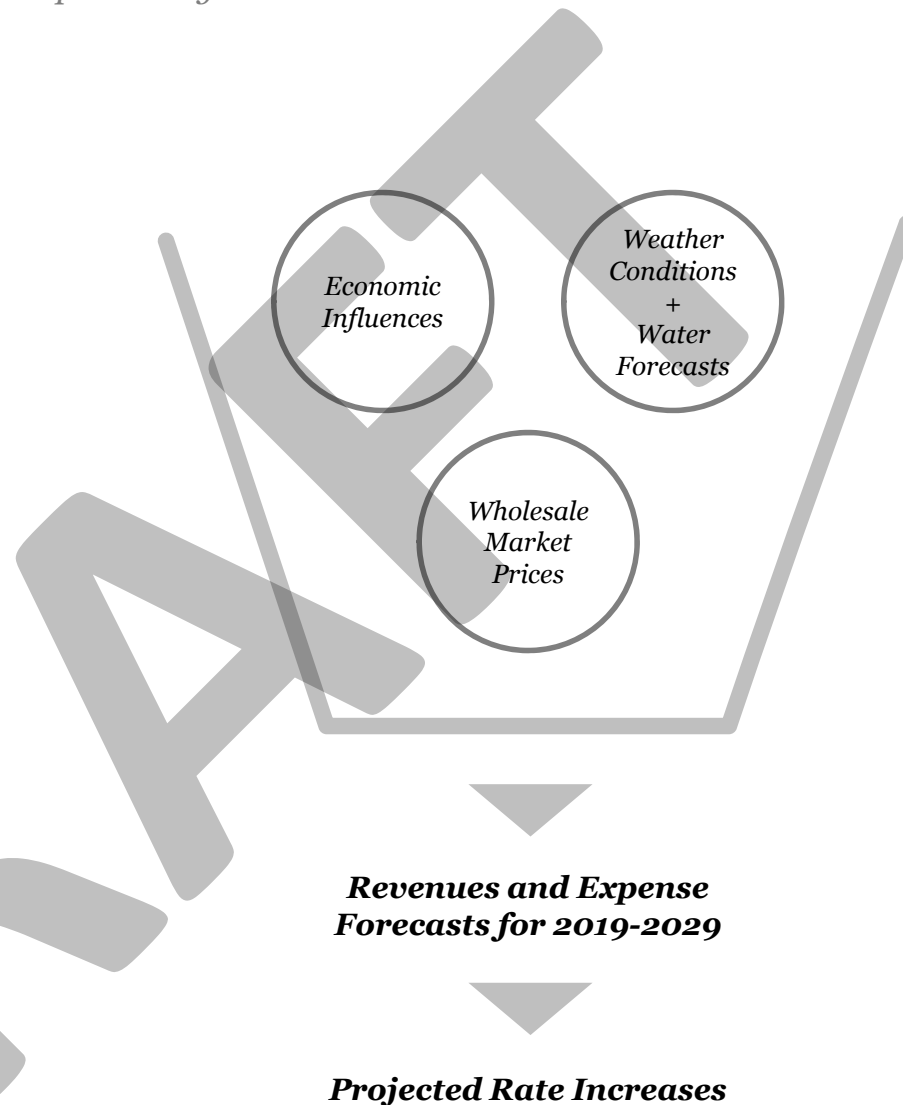 Economic
Influences
Weather
Conditions
+
Water
Forecasts
Wholesale
Market
Prices
Revenues and Expense
Forecasts for 2019-2029
Projected Rate Increases